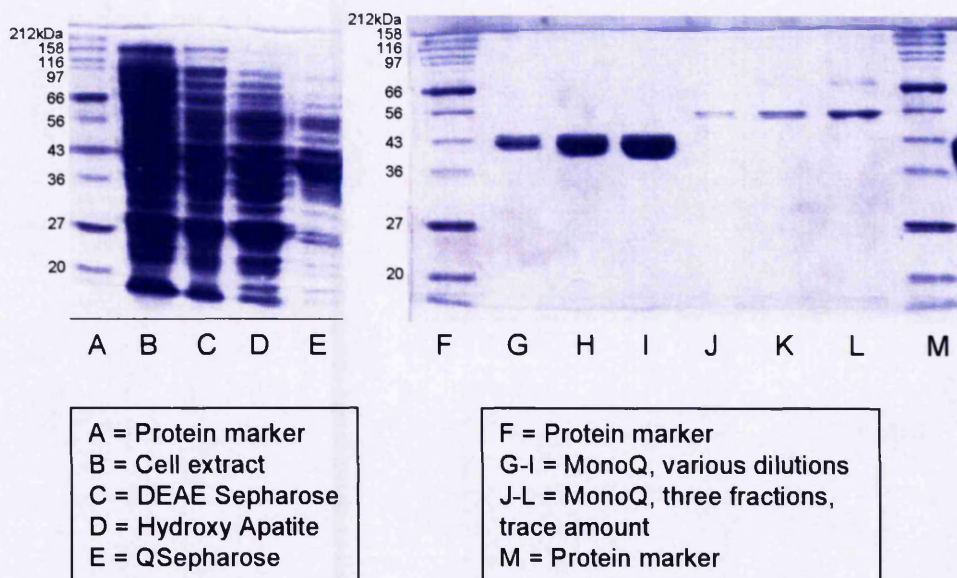 212kDa
158
116
97
66
56
43
36
27
20
A B C D E
212kDa
158
116
97
66
56
43
36
27
20
F G H I J K L M
A = Protein marker
B = Cell extract
C = DEAE Sepharose
D = Hydroxy Apatite
E = QSepharose
F = Protein marker
G-I = MonoQ, various dilutions
J-L = MonoQ, three fractions,
trace amount
M = Protein marker